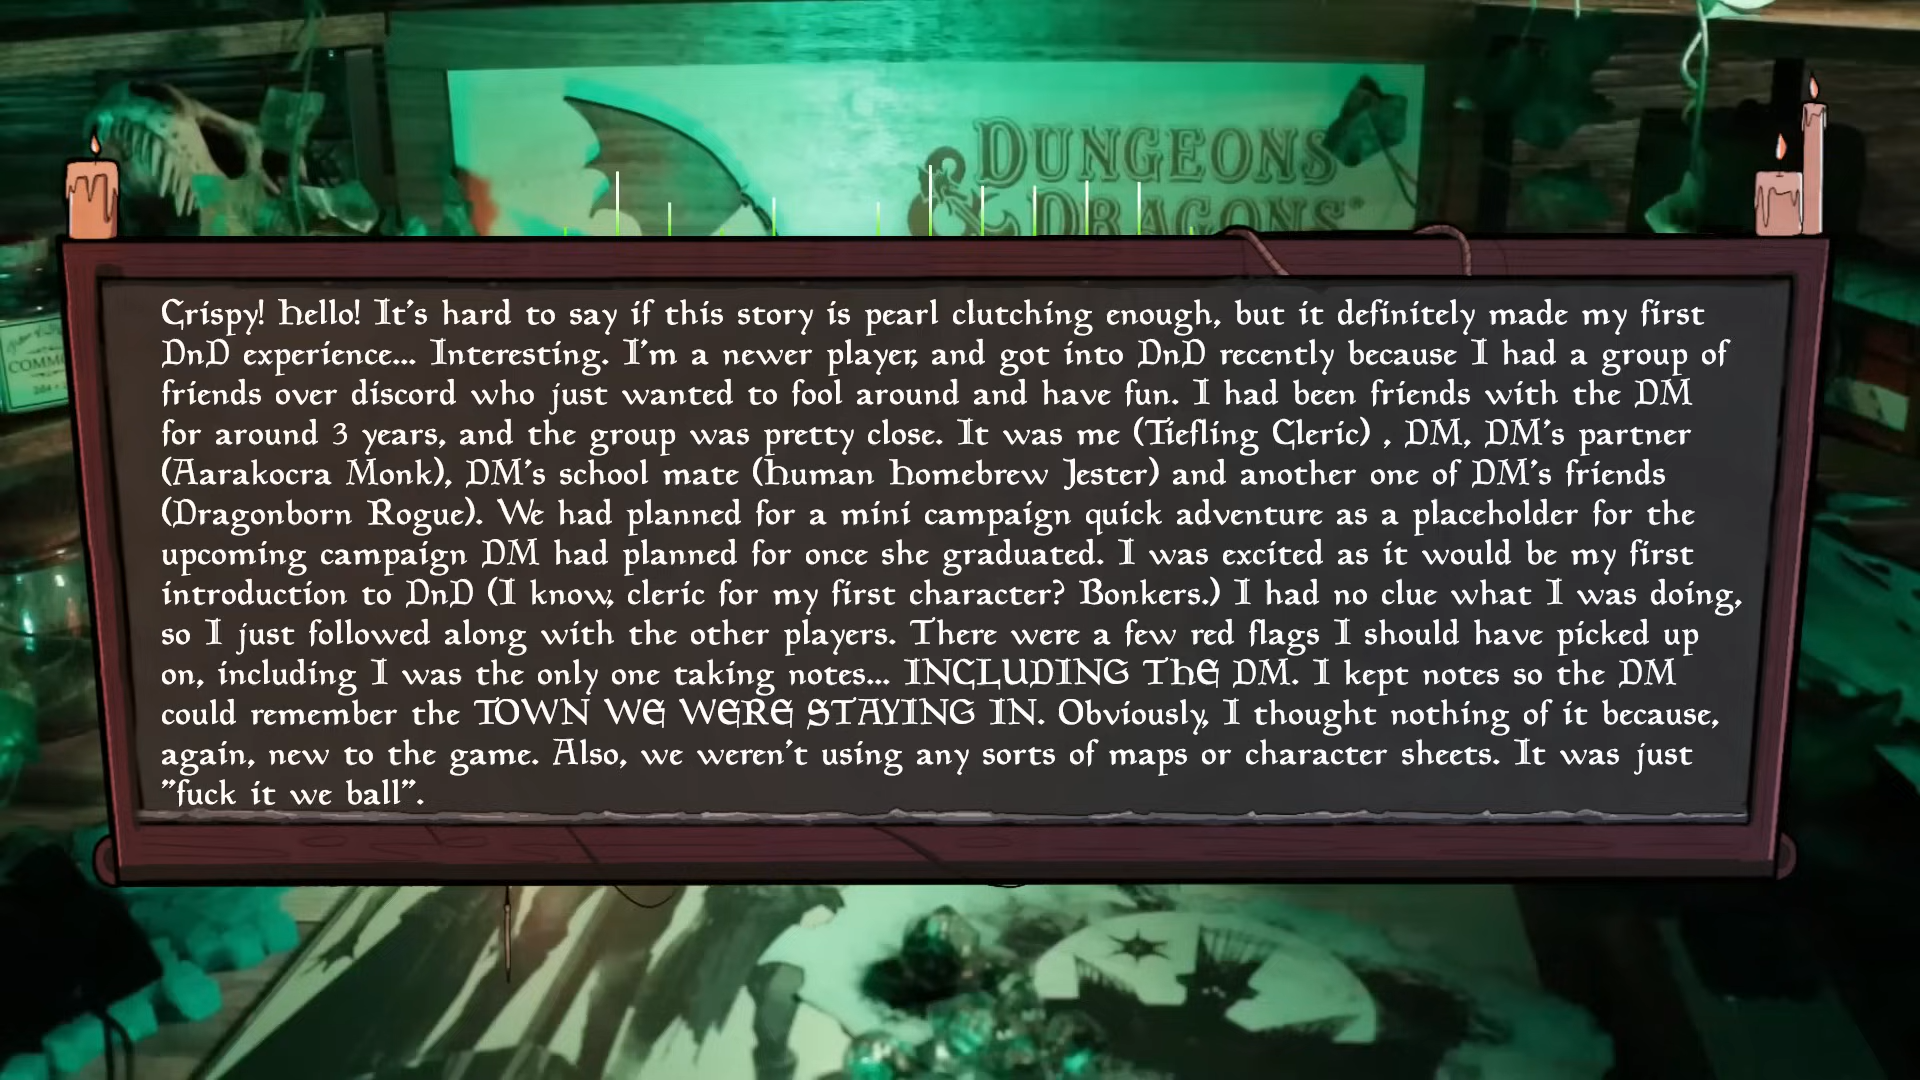 DUNGEONS
& DRAGONS®
COMM
Crispy! Hello! It's hard to say if this story is pearl clutching enough, but it definitely made my first
DnD experience... Interesting. I'm a newer player, and got into DnD recently because I had a group of
friends over discord who just wanted to fool around and have fun. I had been friends with the DM
for around 3 years, and the group was pretty close. It was me (Tiefling Cleric) , DM, DM's partner
(Aarakocra Monk), DM's school mate (Human Homebrew Jester) and another one of DM's friends
(Dragonborn Rogue). We had planned for a mini campaign quick adventure as a placeholder for the
upcoming campaign DM had planned for once she graduated. I was excited as it would be my first
introduction to DnD (I know, cleric for my first character? Bonkers.) I had no clue what I was doing,
so I just followed along with the other players. There were a few red flags I should have picked up
on, including I was the only one taking notes... INCLUDING THE DM. I kept notes so the DM
could remember the TOWN WE WERE STAYING IN. Obviously, I thought nothing of it because,
again, new to the game. Also, we weren't using any sorts of maps or character sheets. It was just
"fuck it we ball".